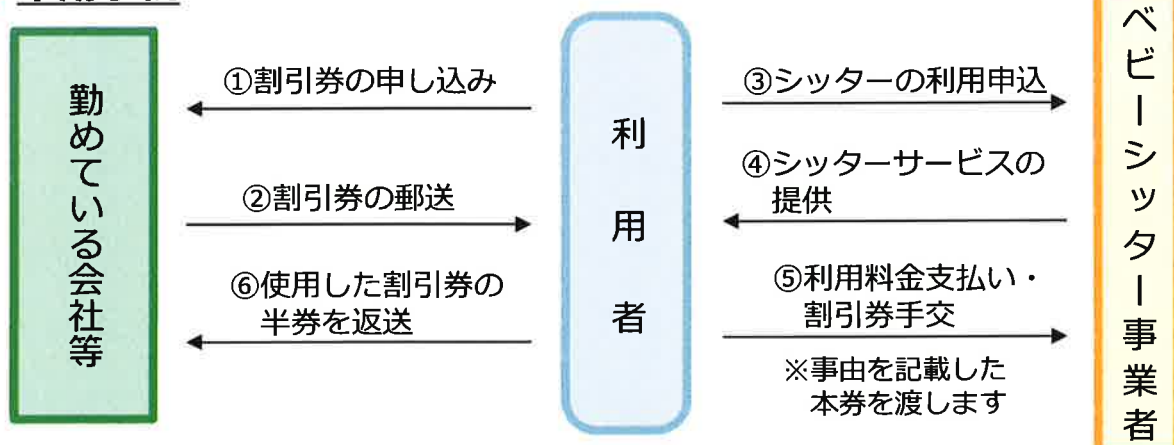 勤めている会社等
①割引券の申し込み
②割引券の郵送
⑥使用した割引券の
半券を返送
利用者
③シッターの利用申込
④シッターサービスの
提供
⑤利用料金支払い・
割引券手交
※事由を記載した
本券を渡します
ベビーシッター事業者